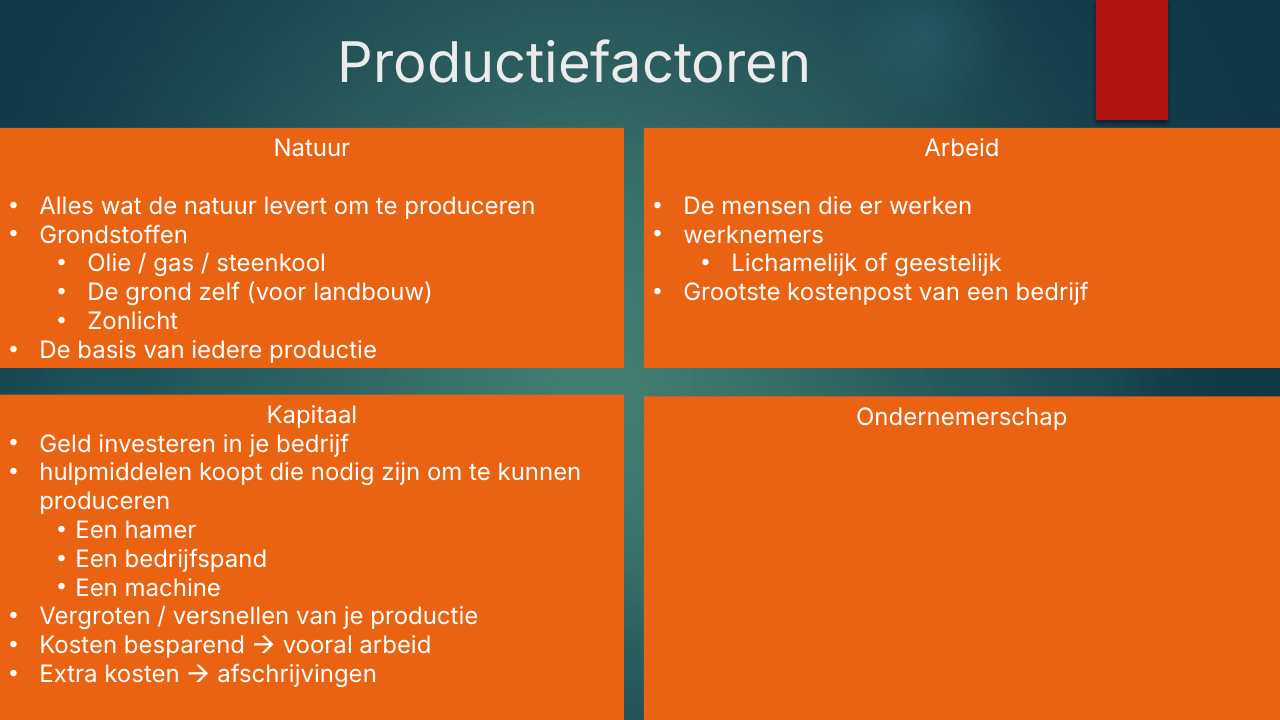 Productiefactoren
Natuur
• Alles wat de natuur levert om te produceren
• Grondstoffen
• Olie / gas / steenkool
• De grond zelf (voor landbouw)
• Zonlicht
• De basis van iedere productie
Arbeid
• De mensen die er werken
• werknemers
• Lichamelijk of geestelijk
• Grootste kostenpost van een bedrijf
Kapitaal
• Geld investeren in je bedrijf
• hulpmiddelen koopt die nodig zijn om te kunnen
produceren
• Een hamer
• Een bedrijfspand
• Een machine
• Vergroten / versnellen van je productie
• Kosten besparend → vooral arbeid
• Extra kosten → afschrijvingen
Ondernemerschap